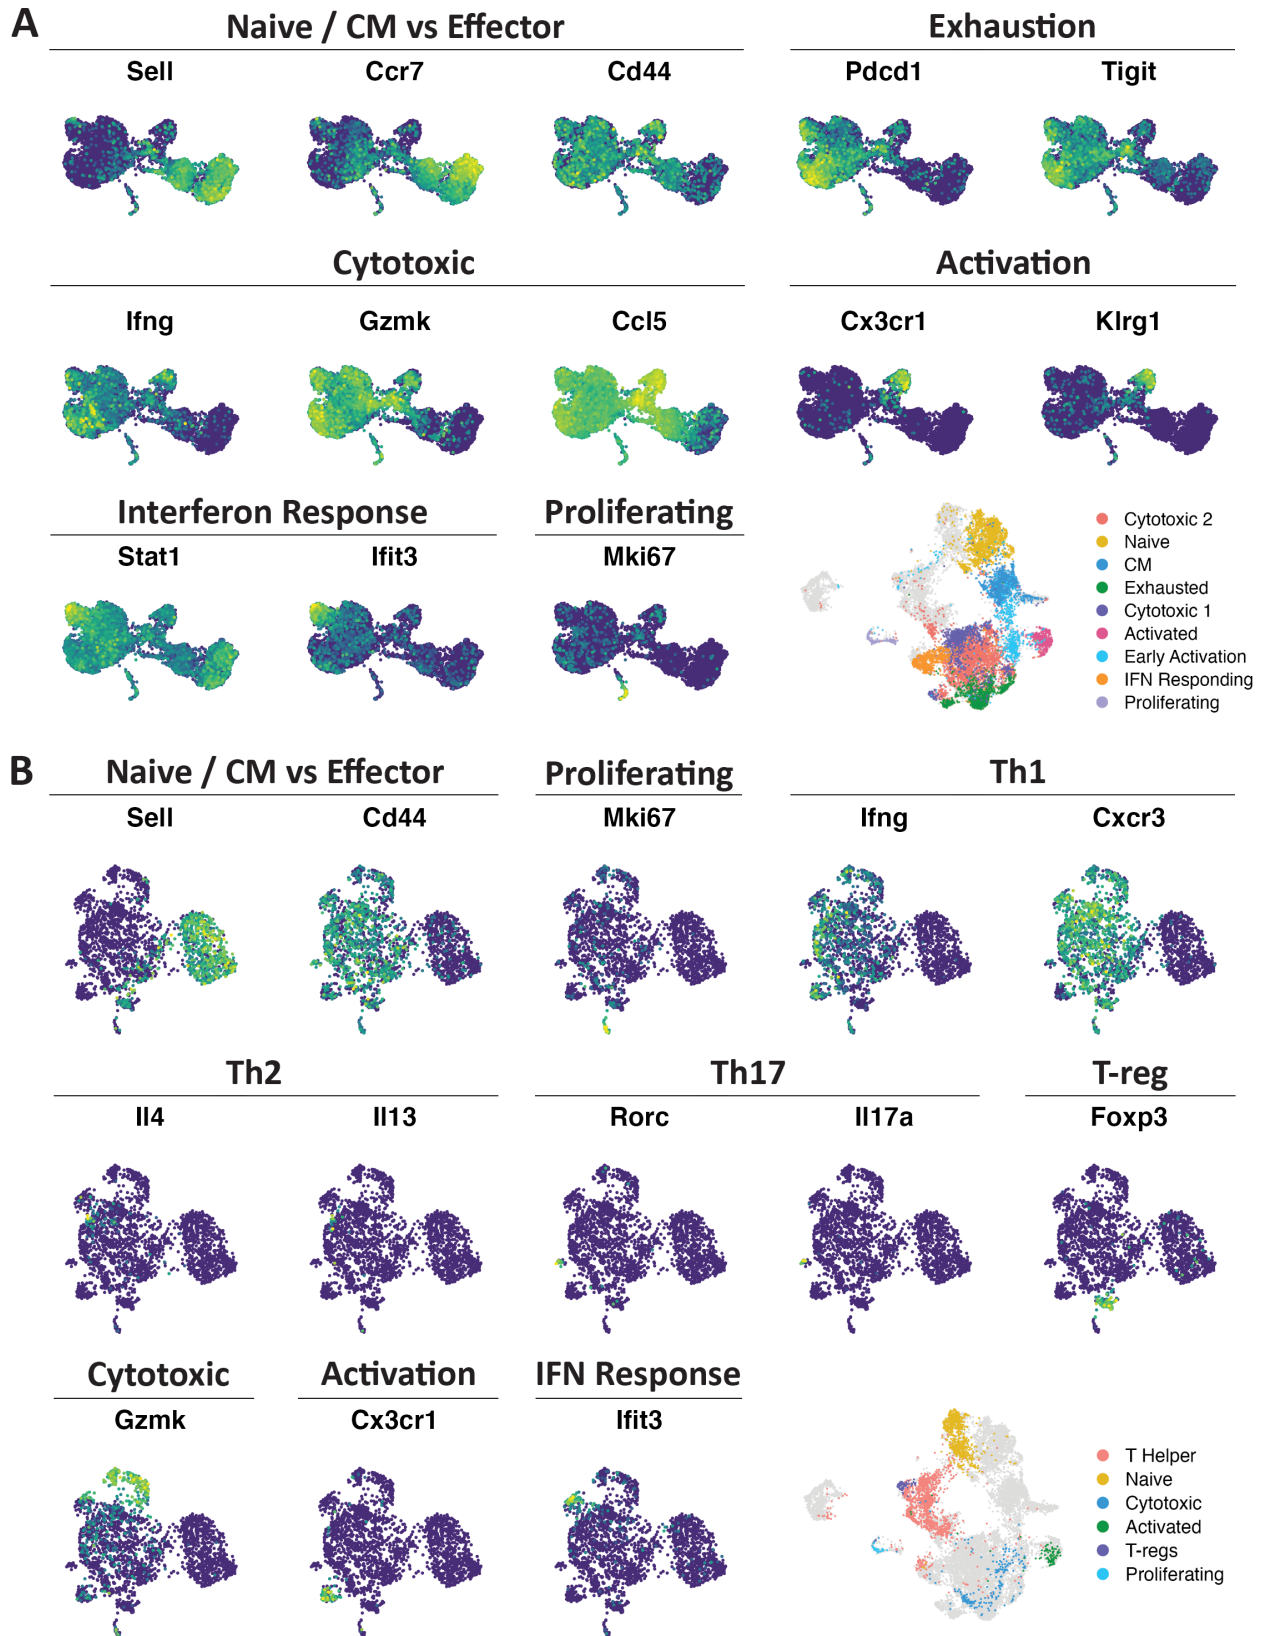 A
Naive / CM vs Effector
Exhaustion
Sell
Ccr7
Cd44
Pdcd1
Tigit
Cytotoxic
Activation
Ifng
Gzmk
Ccl5
Cx3cr1
Klrg1
Interferon Response
Proliferating
Stat1
Ifit3
Mki67
Cytotoxic 2
Naive
CM
Exhausted
Cytotoxic 1
Activated
Early Activation
IFN Responding
Proliferating
B
Naive / CM vs Effector
Proliferating
Th1
Sell
Cd44
Mki67
Ifng
Cxcr3
Th2
Th17
T-reg
Il4
Il13
Rorc
Il17a
Foxp3
Cytotoxic
Activation
IFN Response
Gzmk
Cx3cr1
Ifit3
T Helper
Naive
Cytotoxic
Activated
T-regs
Proliferating